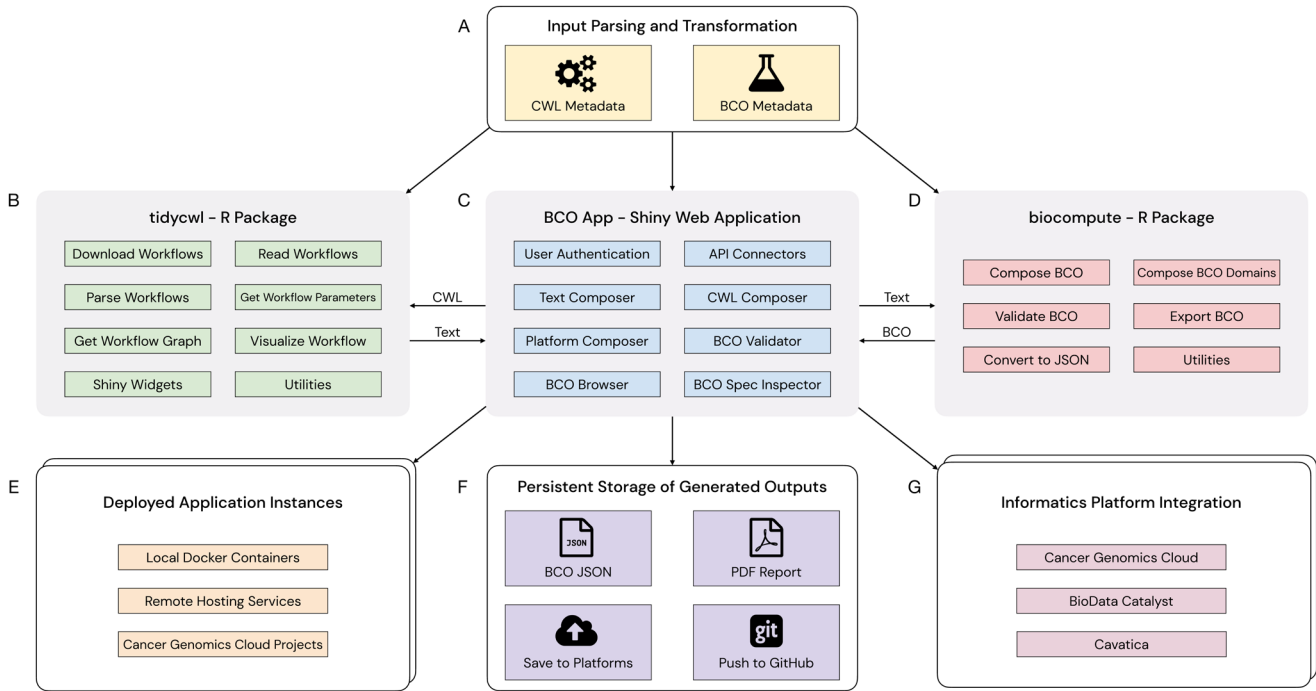 A
Input Parsing and Transformation
CWL Metadata
BCO Metadata
B
tidycwl - R Package
Download Workflows
Read Workflows
Parse Workflows
Get Workflow Parameters
Get Workflow Graph
Visualize Workflow
Shiny Widgets
Utilities
CWL
Text
C
BCO App - Shiny Web Application
User Authentication
API Connectors
Text Composer
CWL Composer
Platform Composer
BCO Validator
BCO Browser
BCO Spec Inspector
Text
BCO
D
biocompute - R Package
Compose BCO
Compose BCO Domains
Validate BCO
Export BCO
Convert to JSON
Utilities
E
Deployed Application Instances
Local Docker Containers
Remote Hosting Services
Cancer Genomics Cloud Projects
F
Persistent Storage of Generated Outputs
JSON
BCO JSON
PDF Report
Save to Platforms
git
Push to GitHub
G
Informatics Platform Integration
Cancer Genomics Cloud
BioData Catalyst
Cavatica